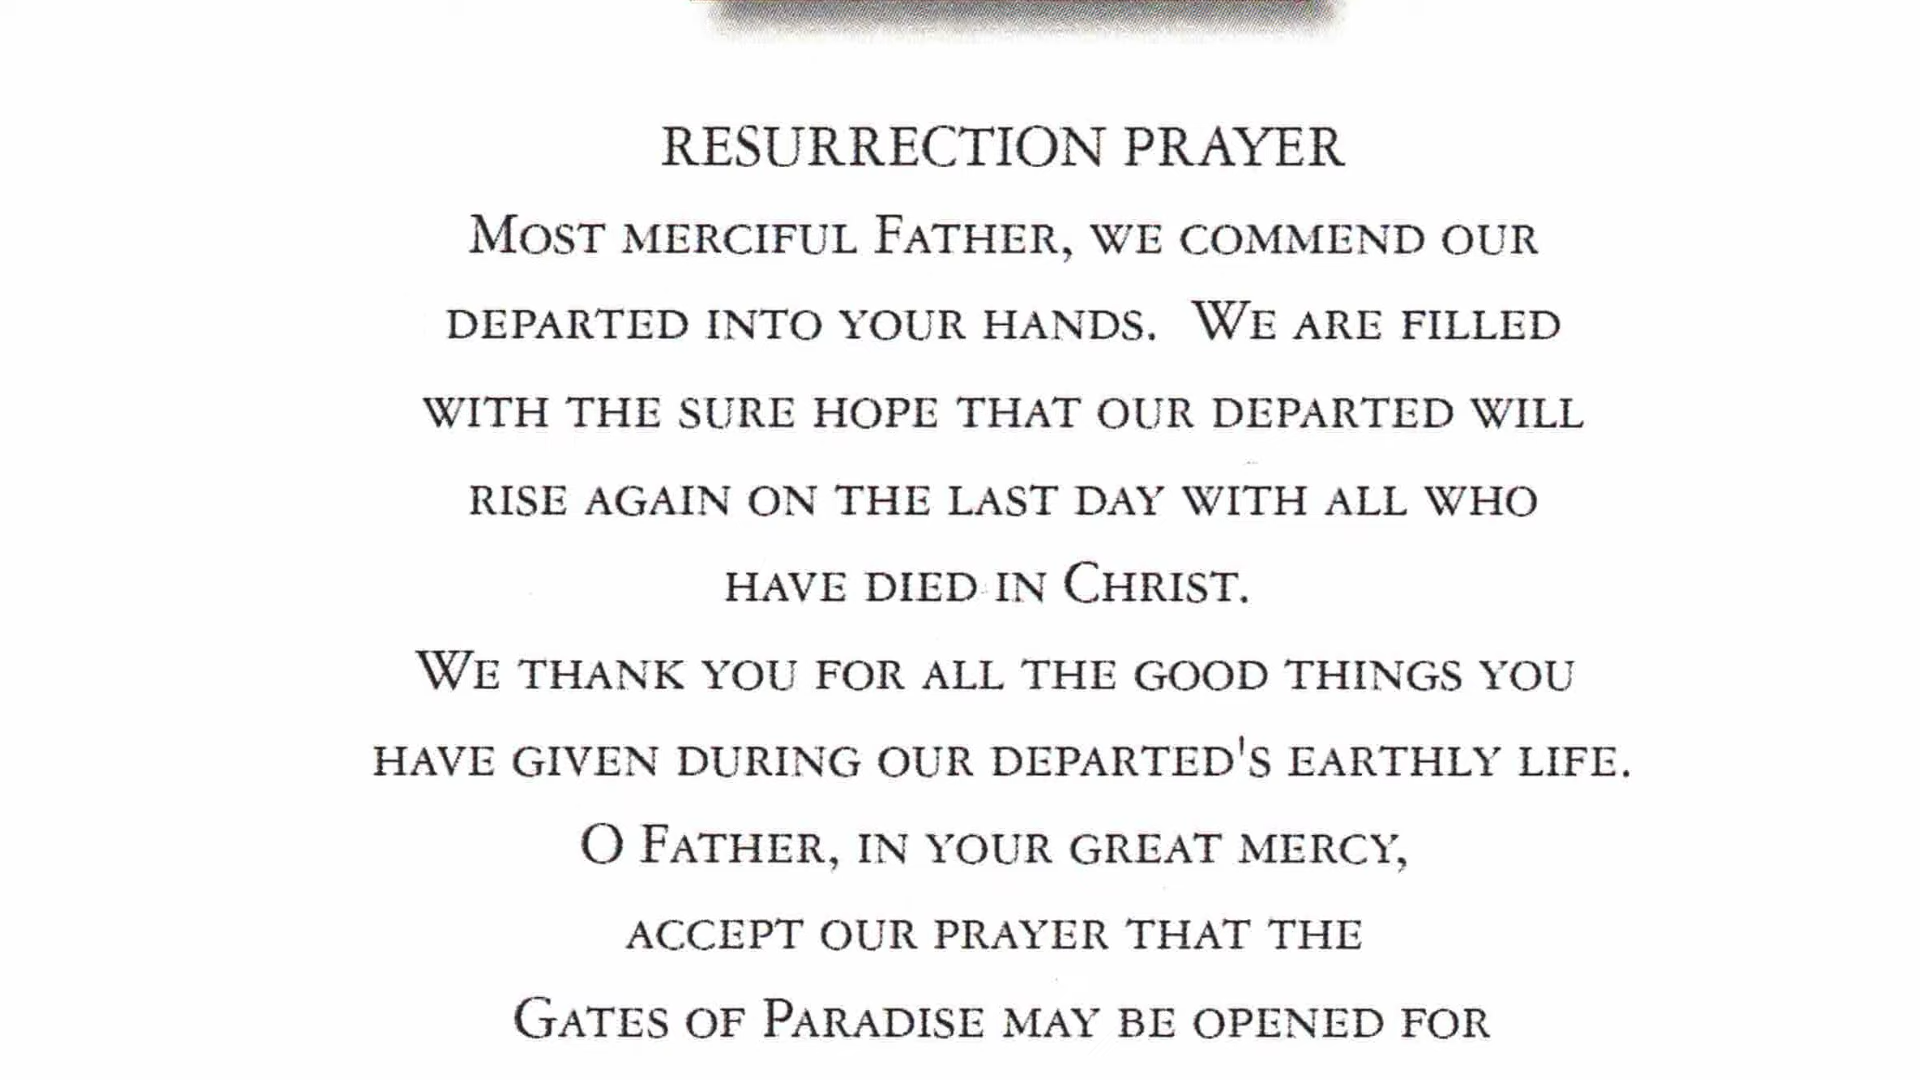 RESURRECTION PRAYER
Most merciful Father, we commend our
departed into your hands.  We are filled
with the sure hope that our departed will
rise again on the last day with all who
have died in Christ.
We thank you for all the good things you
have given during our departed's earthly life.
O Father, in your great mercy,
accept our prayer that the
Gates of Paradise may be opened for